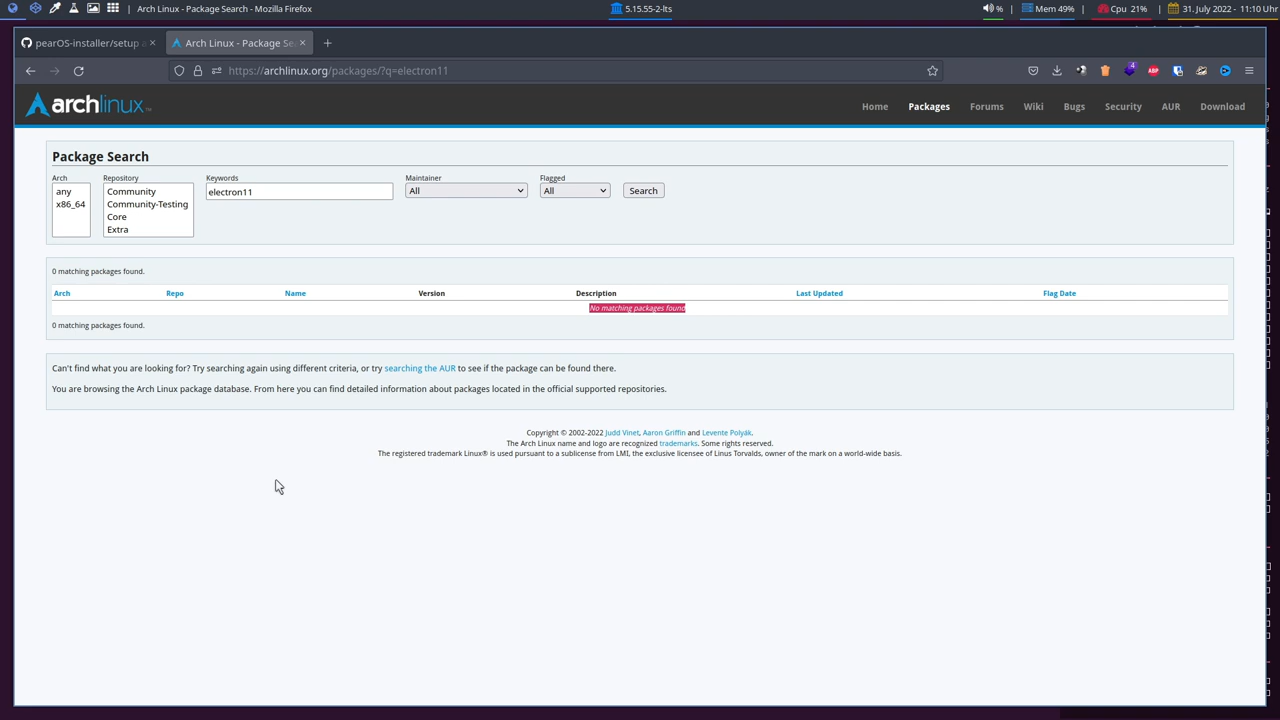 Arch Linux - Package Search - Mozilla Firefox
5.15.55-2-lts
%
Mem 49%
Cpu 21%
31. July 2022 - 11:10 Uhr
pearOS-installer/setup
Arch Linux - Package Se
https://archlinux.org/packages/?q=electron11
4
ABP
archlinux
Home
Packages
Forums
Wiki
Bugs
Security
AUR
Download
Package Search
Arch
Repository
Keywords
Maintainer
Flagged
any
x86_64
Community
Community-Testing
Core
Extra
electron11
All
All
Search
0 matching packages found.
Arch Repo Name Version Description Last Updated Flag Date
No matching packages found
0 matching packages found.
Can't find what you are looking for? Try searching again using different criteria, or try searching the AUR to see if the package can be found there.
You are browsing the Arch Linux package database. From here you can find detailed information about packages located in the official supported repositories.
Copyright © 2002-2022 Judd Vinet, Aaron Griffin and Levente Polyák.
The Arch Linux name and logo are recognized trademarks. Some rights reserved.
The registered trademark Linux® is used pursuant to a sublicense from LMI, the exclusive licensee of Linus Torvalds, owner of the mark on a world-wide basis.